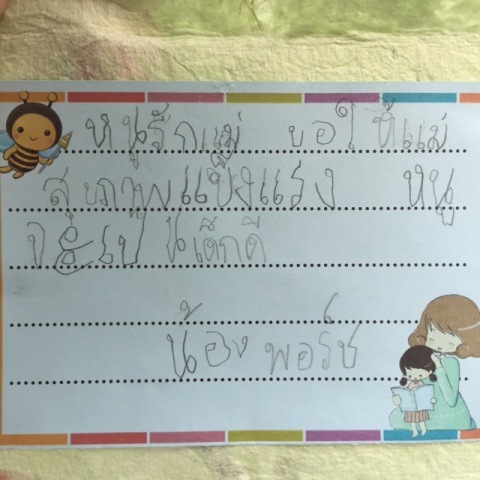 หนูรักแม่ ขอให้แม่
สุขภาพแข็งแรง หนู
จะเป็นเด็กดี
น้อง พอร์ช